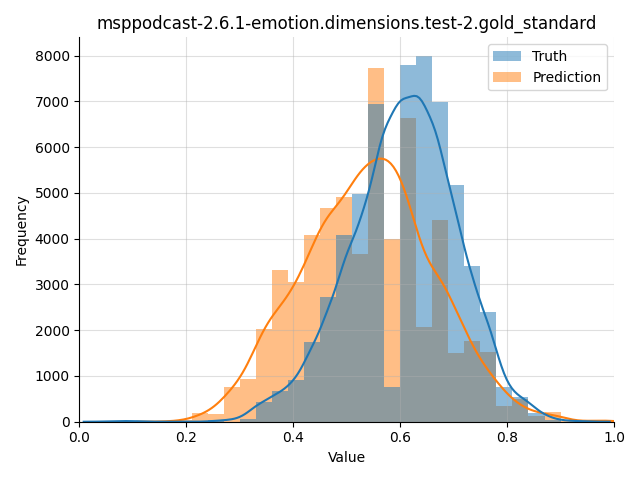 msppodcast-2.6.1-emotion.dimensions.test-2.gold_standard
Truth
Prediction
8000
7000
6000
5000
4000
3000
2000
1000
0
Frequency
0.0 0.2 0.4 0.6 0.8 1.0
Value